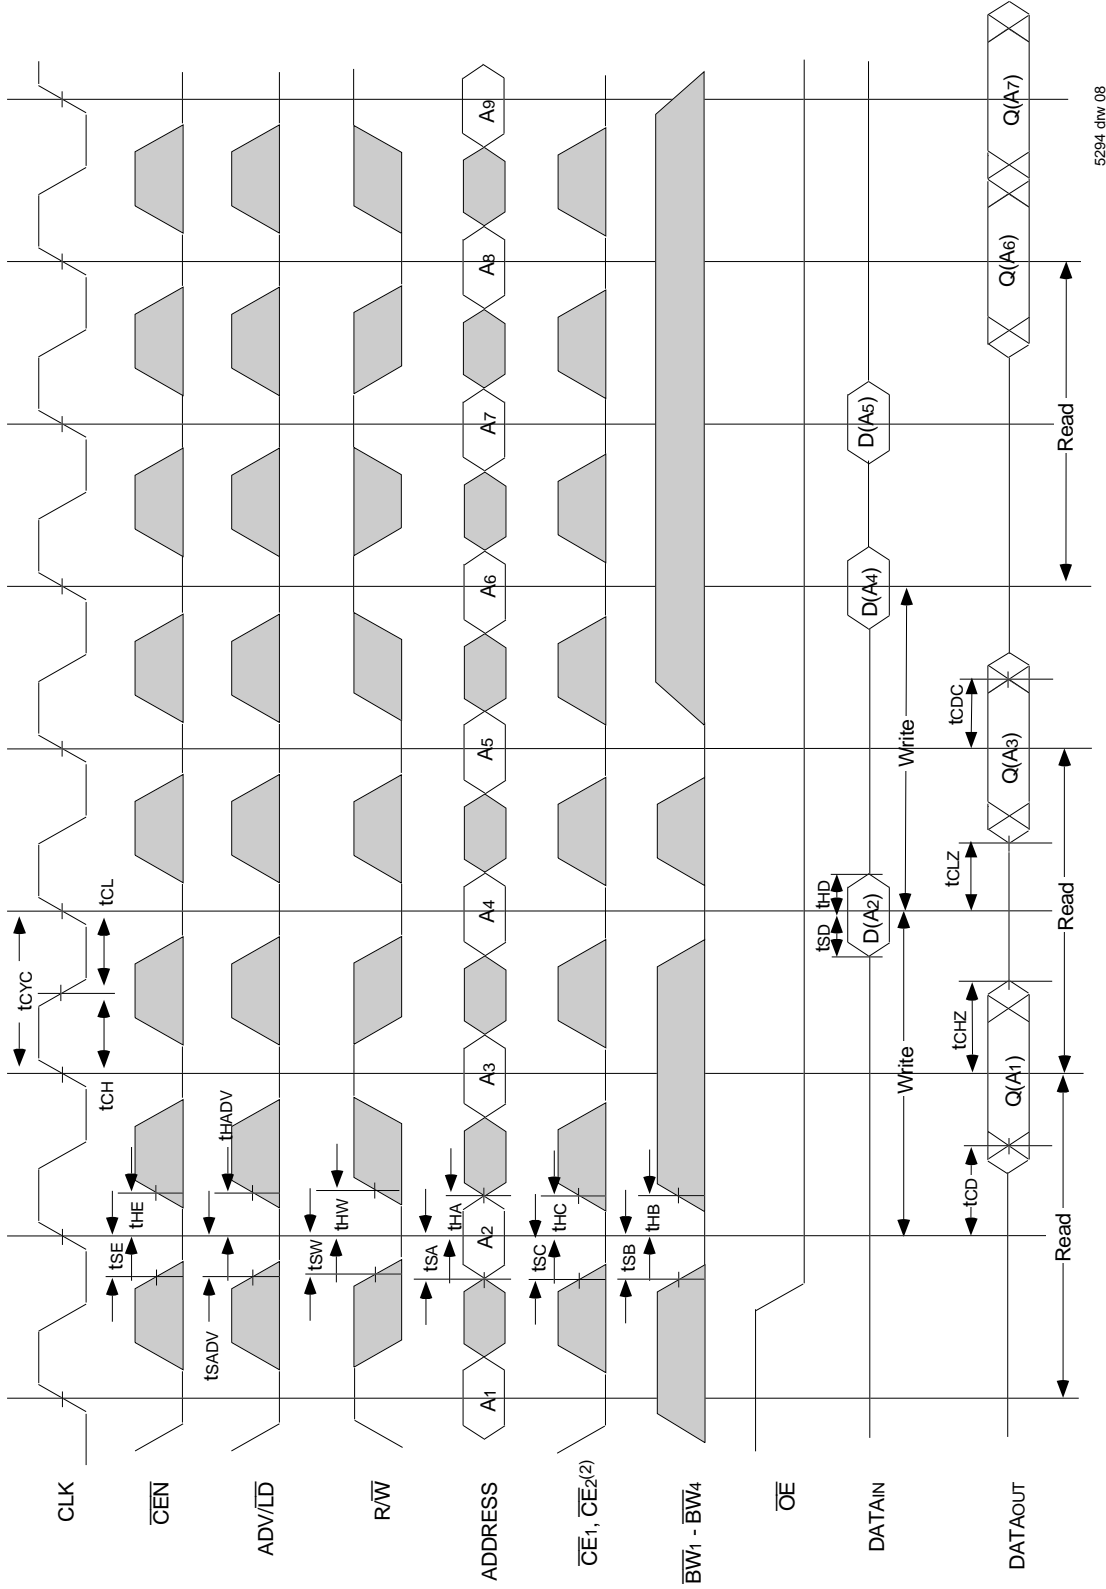 CLK
tCYC
tCH
tCL
CEN
tSE
tHE
ADV/LD
tSADV
tHADV
R/W
tSW
tHW
ADDRESS
A1
A2
A3
A4
A5
A6
A7
A8
A9
tSA
tHA
CE1, CE2(2)
tSC
tHC
BW1 - BW4
tSB
tHB
OE
DATAIN
tSD
tHD
D(A2)
D(A4)
D(A5)
Write
Write
DATAOUT
tCD
tCHZ
tCLZ
tCDC
Q(A1)
Q(A3)
Q(A6)
Q(A7)
Read
Read
Read
5294 drw 08